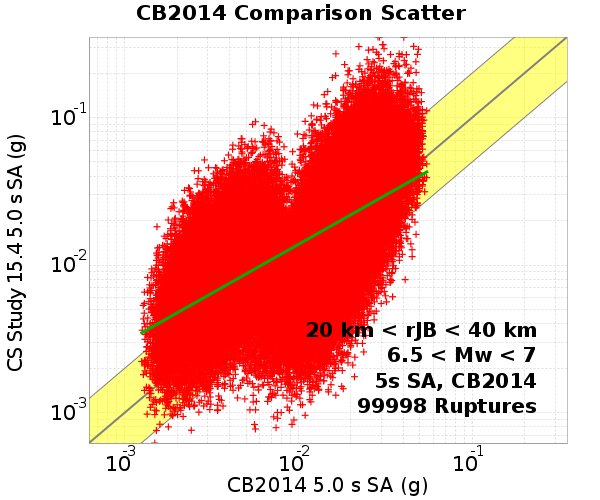 CB2014 Comparison Scatter
CS Study 15.4 5.0 s SA (g)
10-1
10-2
10-3
20 km < rJB < 40 km
6.5 < Mw < 7
5s SA, CB2014
99998 Ruptures
10-3 10-2 10-1
CB2014 5.0 s SA (g)